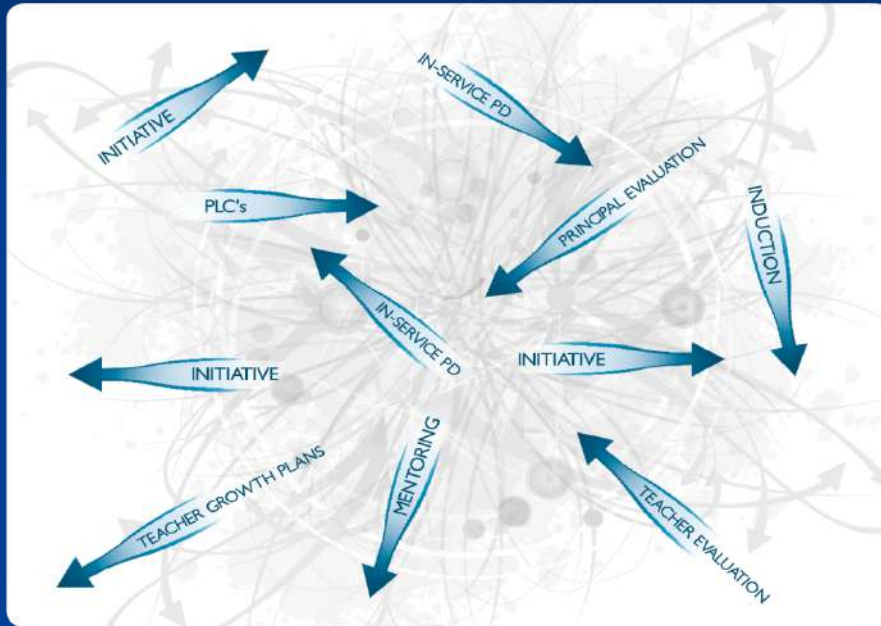 INITIATIVE
IN-SERVICE PD
PRINCIPAL EVALUATION
PLC's
INDUCTION
IN-SERVICE PD
INITIATIVE
INITIATIVE
TEACHER GROWTH PLANS
MENTORING
TEACHER EVALUATION